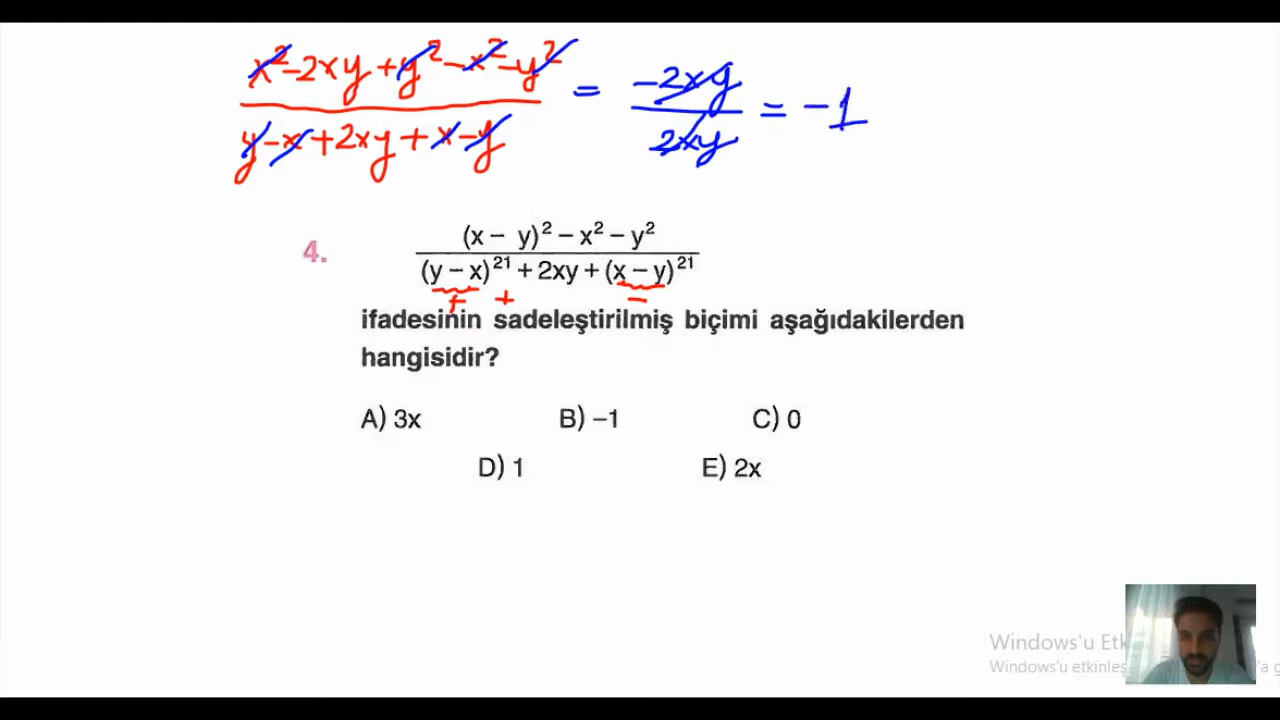 x²-2xy+y²-x²-y² / y-x+2xy+x-y = -2xy / 2xy = -1
4. (x – y)² – x² – y² / (y – x)²¹ + 2xy + (x – y)²¹
+ + –
ifadesinin sadeleştirilmiş biçimi aşağıdakilerden
hangisidir?
A) 3x B) –1 C) 0
D) 1 E) 2x
Windows'u Etk
Windows'u etkinleş 'a g